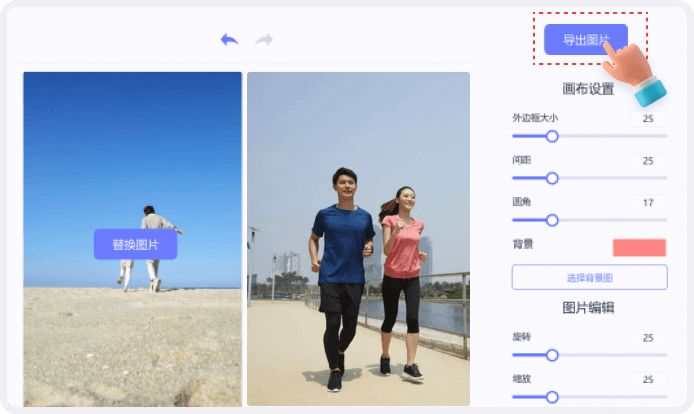 导出图片
画布设置
外边框大小 25
间距 25
圆角 17
背景
替换图片
选择背景图
图片编辑
旋转 25
缩放 25